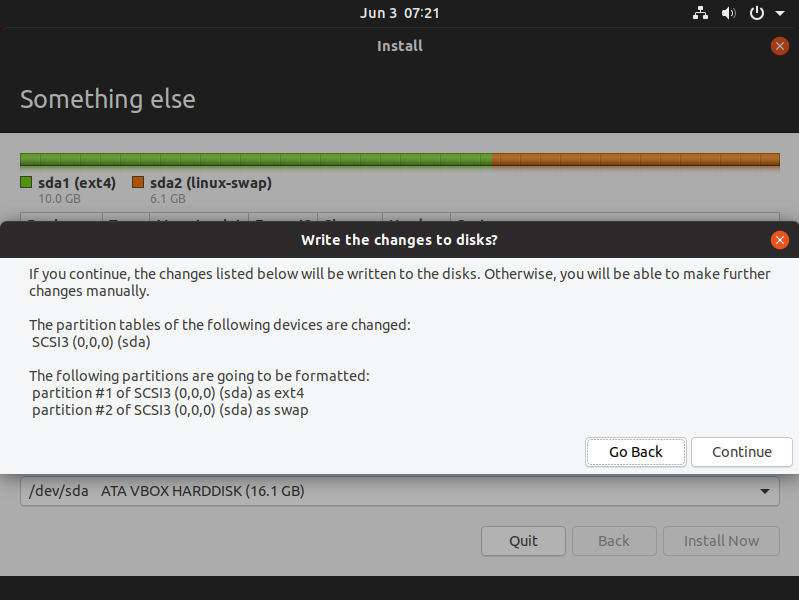 Jun 3 07:21
Install
Something else
sda1 (ext4)
10.0 GB
sda2 (linux-swap)
6.1 GB
Write the changes to disks?
If you continue, the changes listed below will be written to the disks. Otherwise, you will be able to make further
changes manually.
The partition tables of the following devices are changed:
SCSI3 (0,0,0) (sda)
The following partitions are going to be formatted:
partition #1 of SCSI3 (0,0,0) (sda) as ext4
partition #2 of SCSI3 (0,0,0) (sda) as swap
Go Back
Continue
/dev/sda ATA VBOX HARDDISK (16.1 GB)
Quit
Back
Install Now